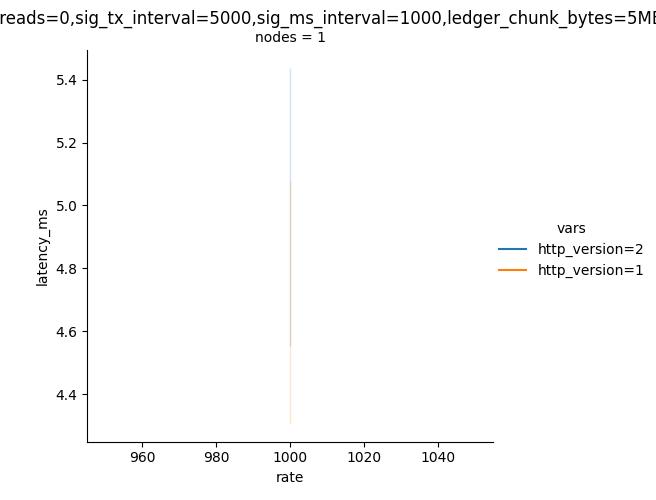 reads=0,sig_tx_interval=5000,sig_ms_interval=1000,ledger_chunk_bytes=5MB
nodes = 1
5.4
5.2
5.0
4.8
4.6
4.4
latency_ms
960
980
1000
1020
1040
rate
vars
http_version=2
http_version=1